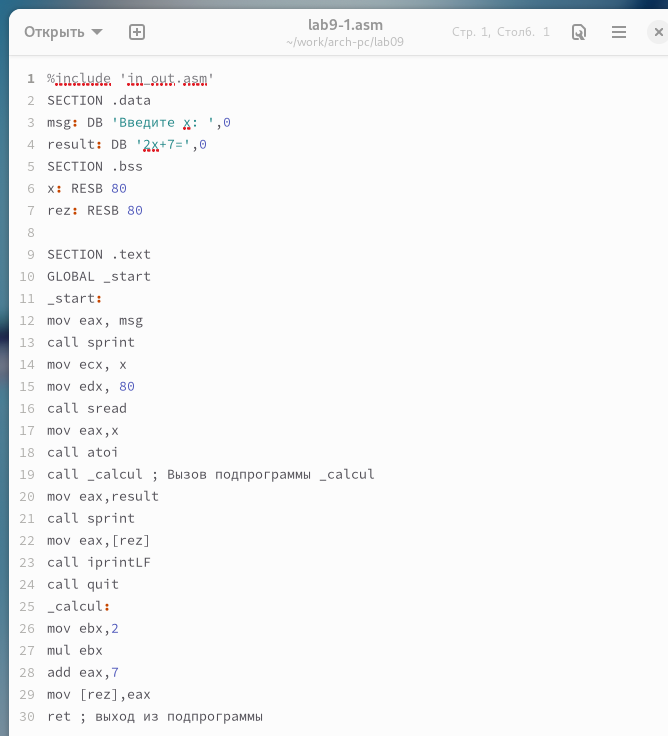 Открыть
lab9-1.asm
~/work/arch-pc/lab09
Стр. 1, Столб. 1
1 %include 'in_out.asm'
2 SECTION .data
3 msg: DB 'Введите x: ',0
4 result: DB '2x+7=',0
5 SECTION .bss
6 x: RESB 80
7 rez: RESB 80
8
9 SECTION .text
10 GLOBAL _start
11 _start:
12 mov eax, msg
13 call sprint
14 mov ecx, x
15 mov edx, 80
16 call sread
17 mov eax,x
18 call atoi
19 call _calcul ; Вызов подпрограммы _calcul
20 mov eax,result
21 call sprint
22 mov eax,[rez]
23 call iprintLF
24 call quit
25 _calcul:
26 mov ebx,2
27 mul ebx
28 add eax,7
29 mov [rez],eax
30 ret ; выход из подпрограммы